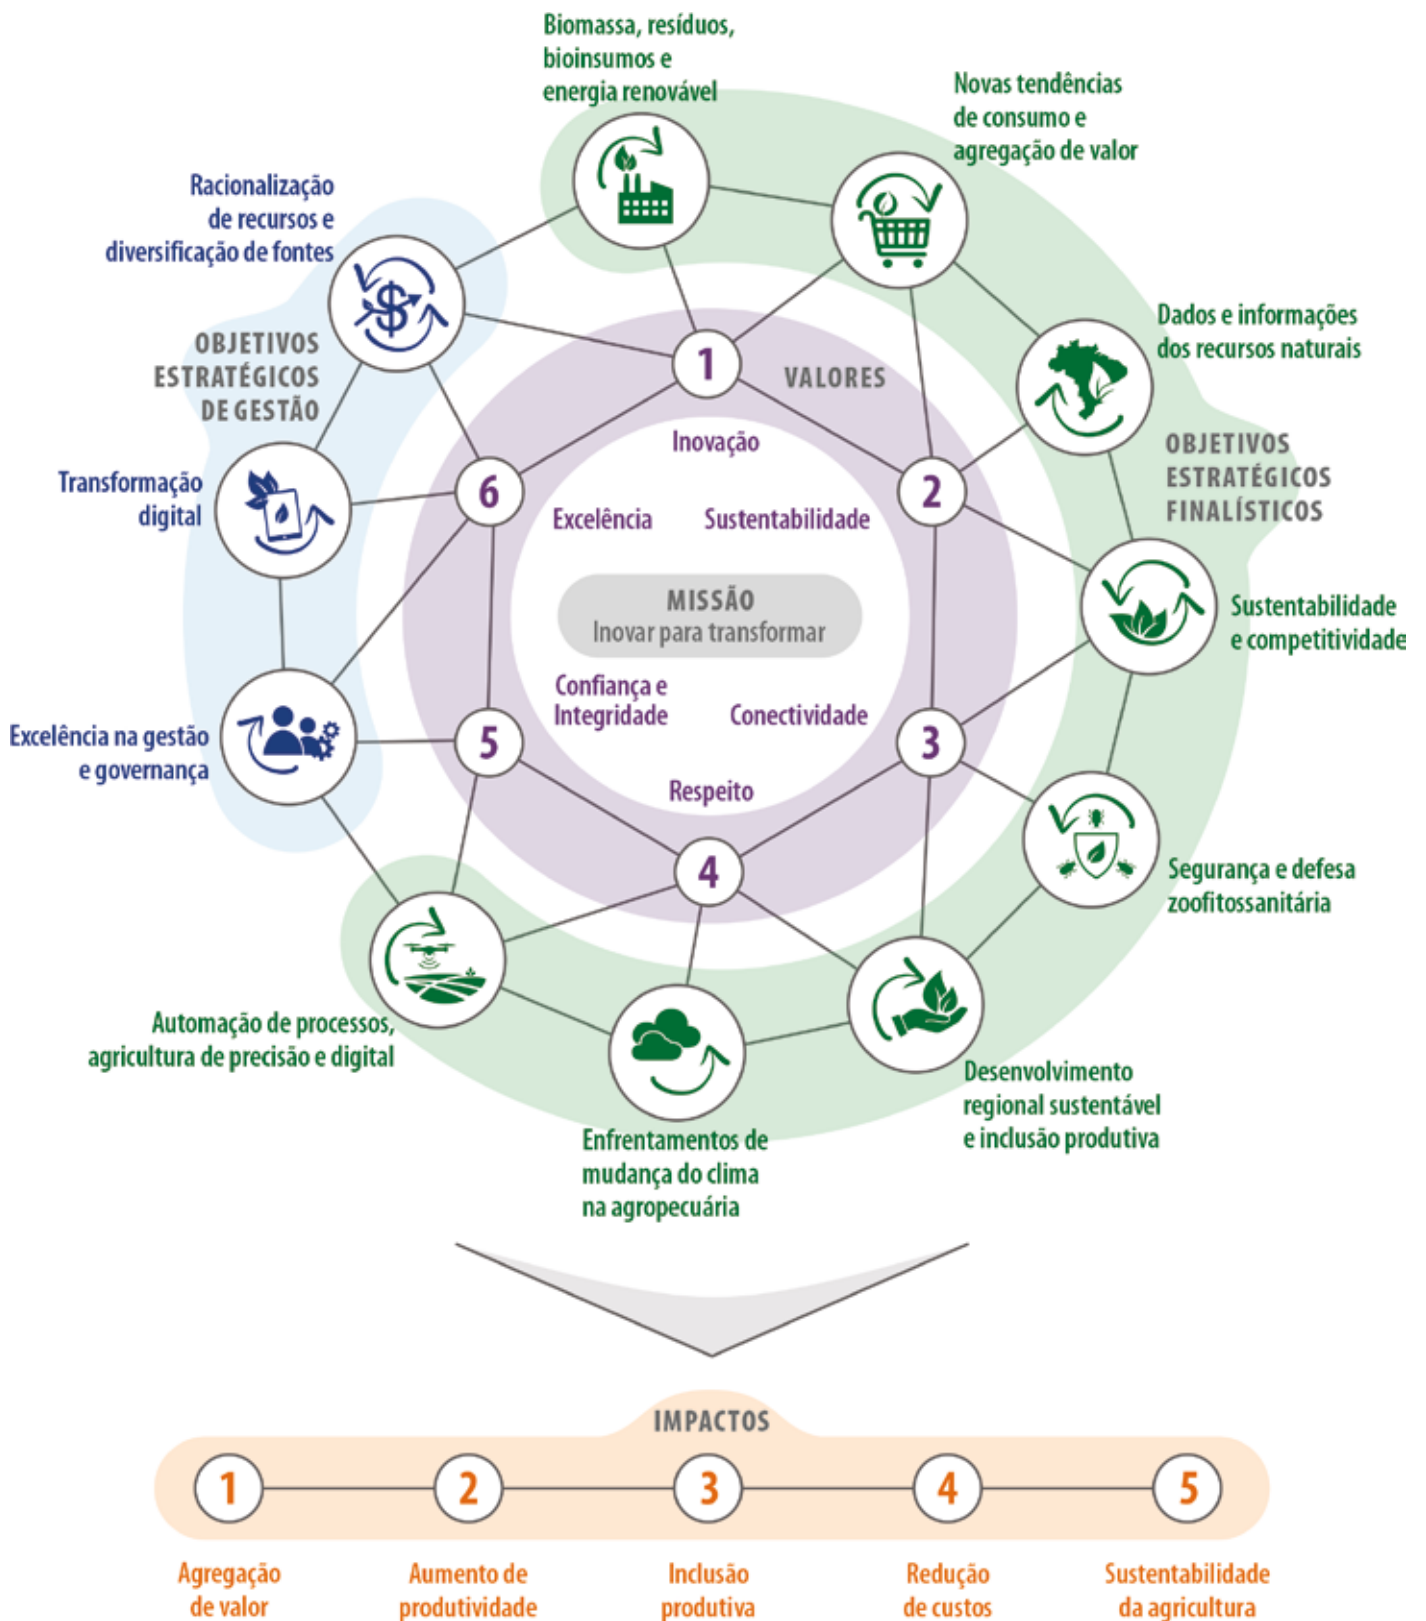 Biomassa, resíduos,
bioinsumos e
energia renovável
Novas tendências
de consumo e
agregação de valor
Racionalização
de recursos e
diversificação de fontes
Dados e informações
dos recursos naturais
OBJETIVOS
ESTRATÉGICOS
DE GESTÃO
1
VALORES
Inovação
OBJETIVOS
ESTRATÉGICOS
FINALÍSTICOS
Transformação
digital
6
2
Excelência
Sustentabilidade
MISSÃO
Inovar para transformar
Sustentabilidade
e competitividade
Confiança e
Integridade
Conectividade
Excelência na gestão
e governança
5
3
Respeito
4
Segurança e defesa
zoofitossanitária
Automação de processos,
agricultura de precisão e digital
Desenvolvimento
regional sustentável
e inclusão produtiva
Enfrentamentos de
mudança do clima
na agropecuária
IMPACTOS
1
2
3
4
5
Agregação
de valor
Aumento de
produtividade
Inclusão
produtiva
Redução
de custos
Sustentabilidade
da agricultura